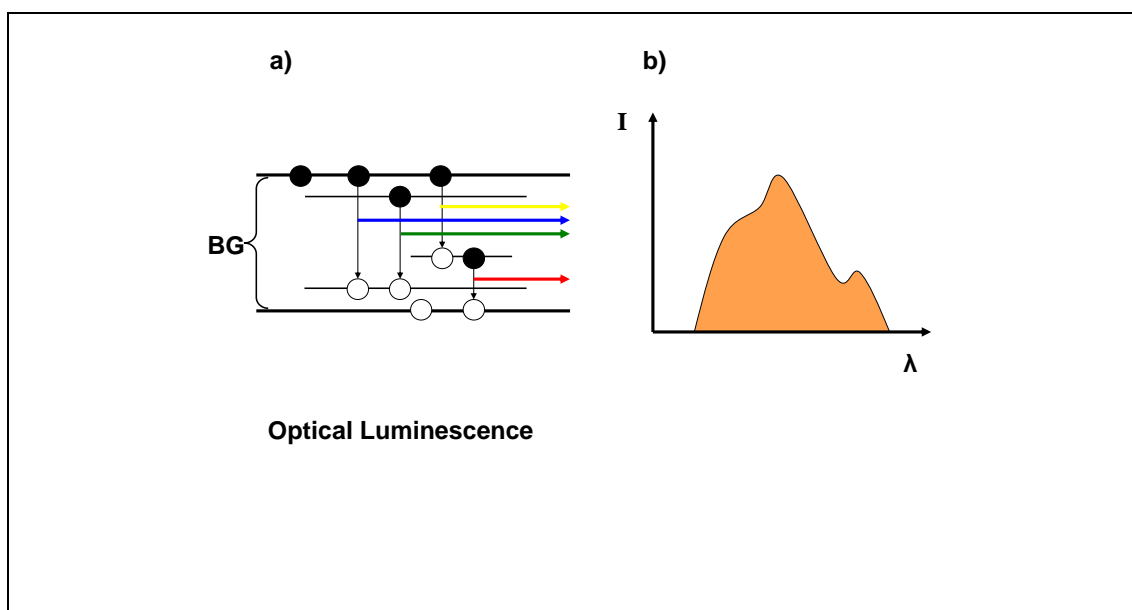 a)
b)
I
BG
λ
Optical Luminescence